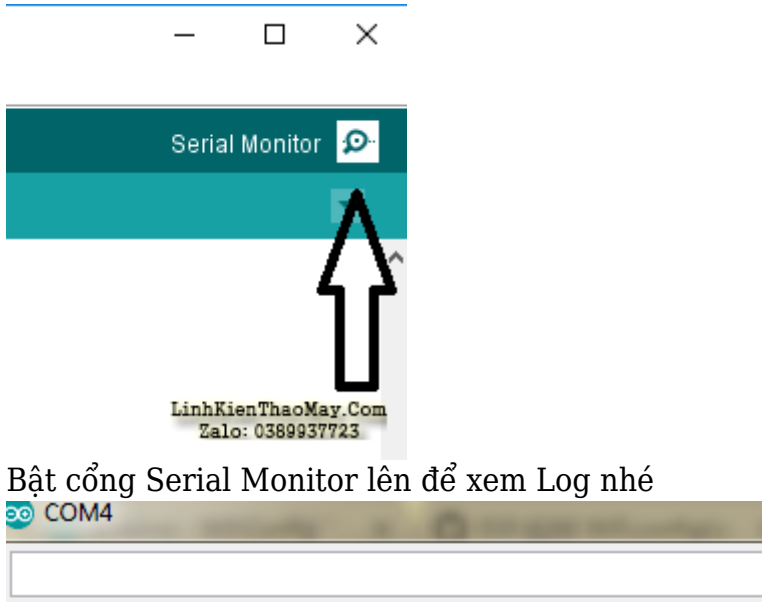 Serial Monitor
LinhKienThaoMay.Com
Zalo: 0389937723
Bật cổng Serial Monitor lên để xem Log nhé
COM4